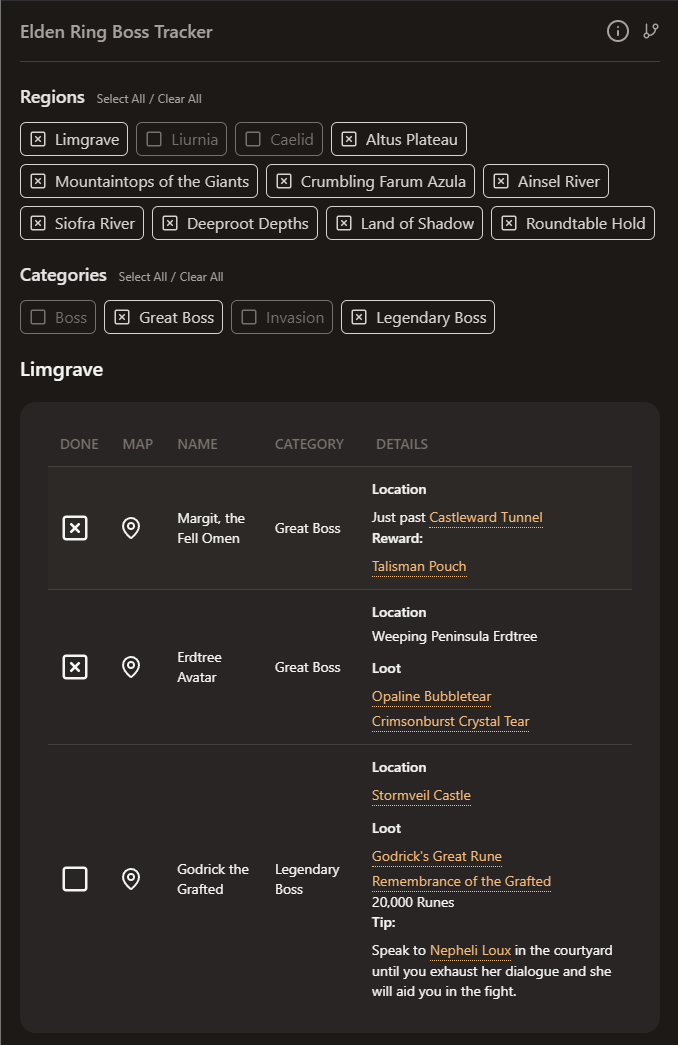 Elden Ring Boss Tracker
Regions Select All / Clear All
Limgrave Liurnia Caelid Altus Plateau
Mountaintops of the Giants Crumbling Farum Azula Ainsel River
Siofra River Deeproot Depths Land of Shadow Roundtable Hold
Categories Select All / Clear All
Boss Great Boss Invasion Legendary Boss
Limgrave
DONE MAP NAME CATEGORY DETAILS
Margit, the
Fell Omen
Great Boss
Location
Just past Castleward Tunnel
Reward:
Talisman Pouch
Erdtree
Avatar
Great Boss
Location
Weeping Peninsula Erdtree
Loot
Opaline Bubbletear
Crimsonburst Crystal Tear
Godrick the
Grafted
Legendary
Boss
Location
Stormveil Castle
Loot
Godrick's Great Rune
Remembrance of the Grafted
20,000 Runes
Tip:
Speak to Nepheli Loux in the courtyard
until you exhaust her dialogue and she
will aid you in the fight.